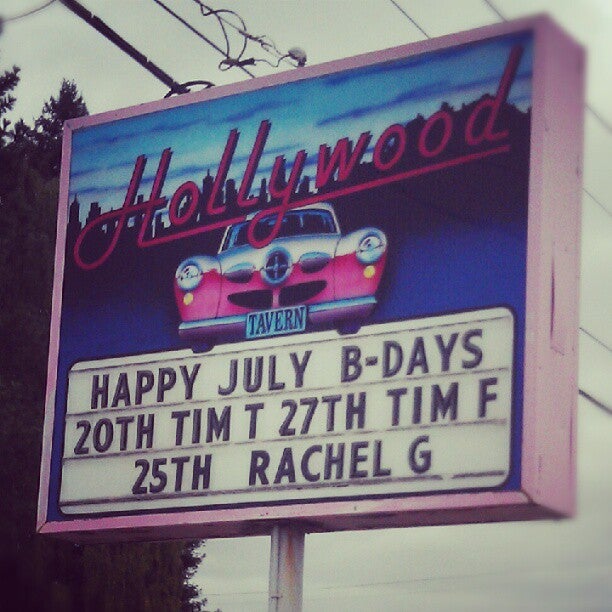 Hollywood
TAVERN
HAPPY JULY B-DAYS
20TH TIM T 27TH TIM F
25TH RACHEL G